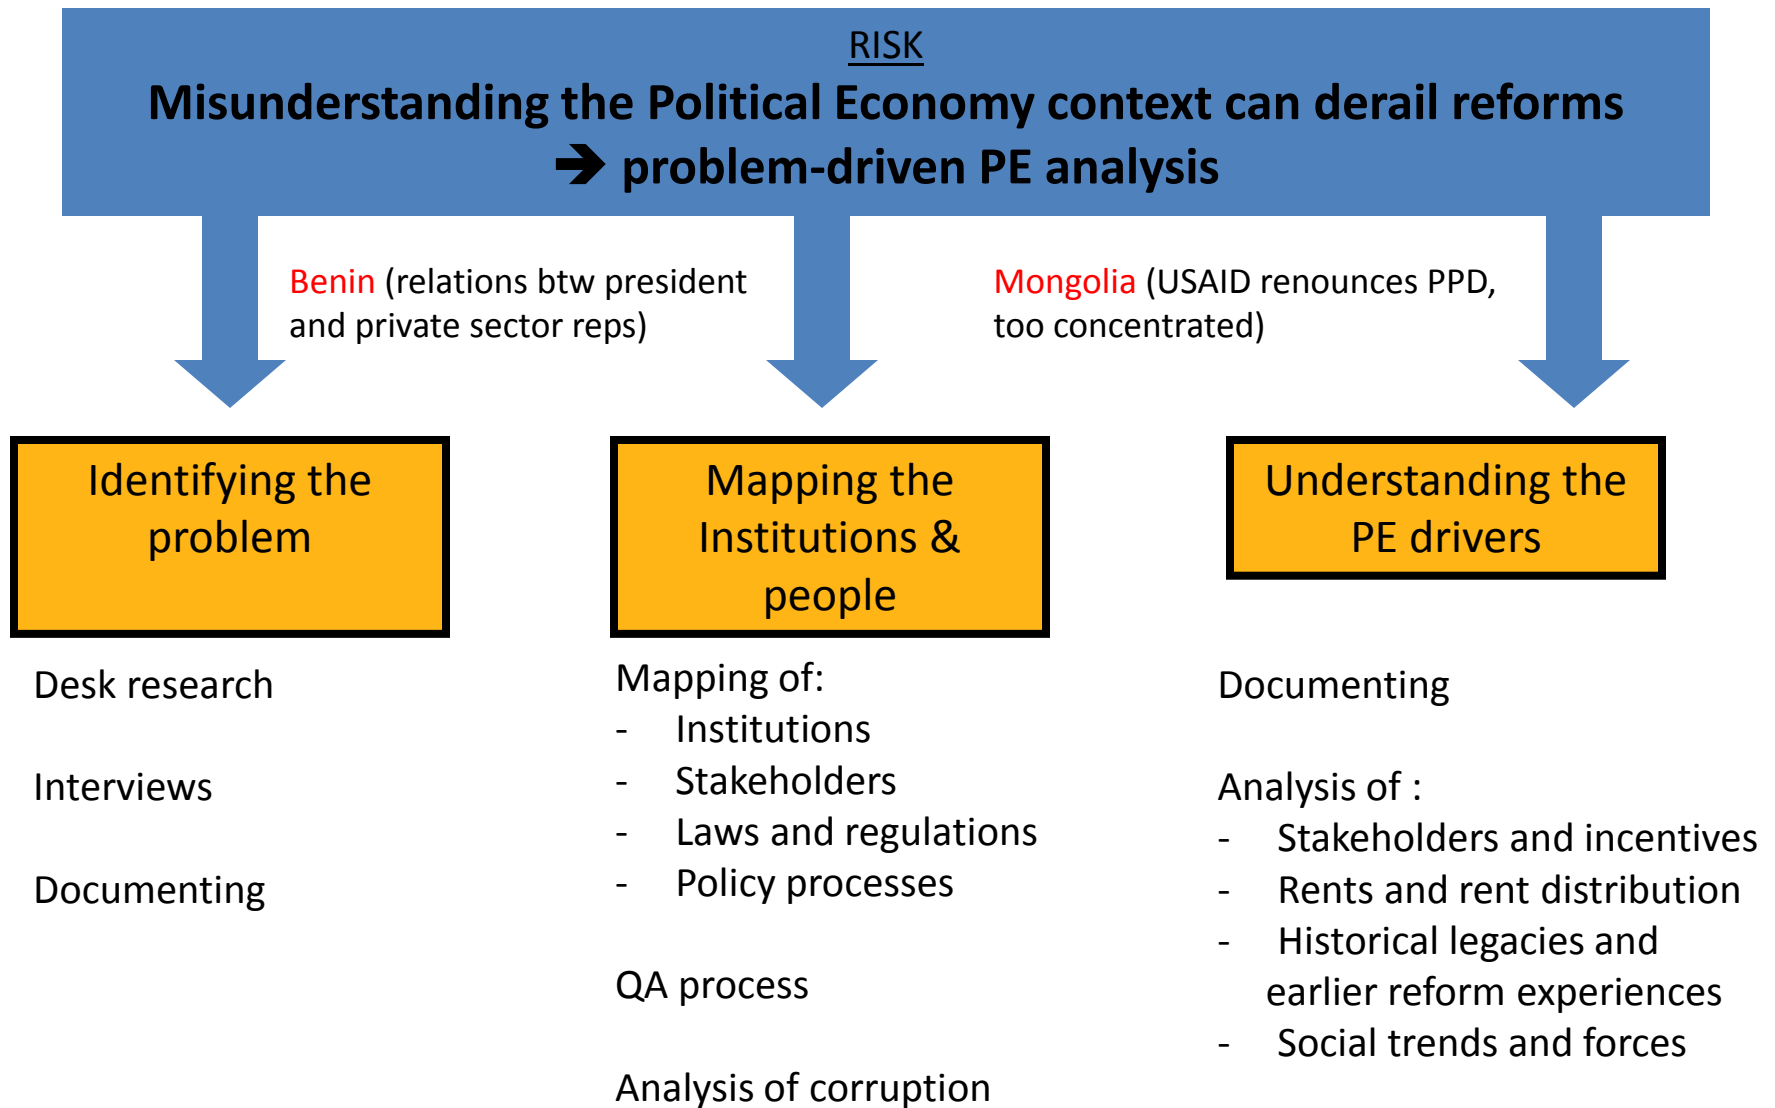 RISK
Misunderstanding the Political Economy context can derail reforms
➔ problem-driven PE analysis
Benin (relations btw president
and private sector reps)
Mongolia (USAID renounces PPD,
too concentrated)
Identifying the
problem
Desk research
Interviews
Documenting
Mapping the
Institutions &
people
Mapping of:
- Institutions
- Stakeholders
- Laws and regulations
- Policy processes
QA process
Analysis of corruption
Understanding the
PE drivers
Documenting
Analysis of :
- Stakeholders and incentives
- Rents and rent distribution
- Historical legacies and
earlier reform experiences
- Social trends and forces